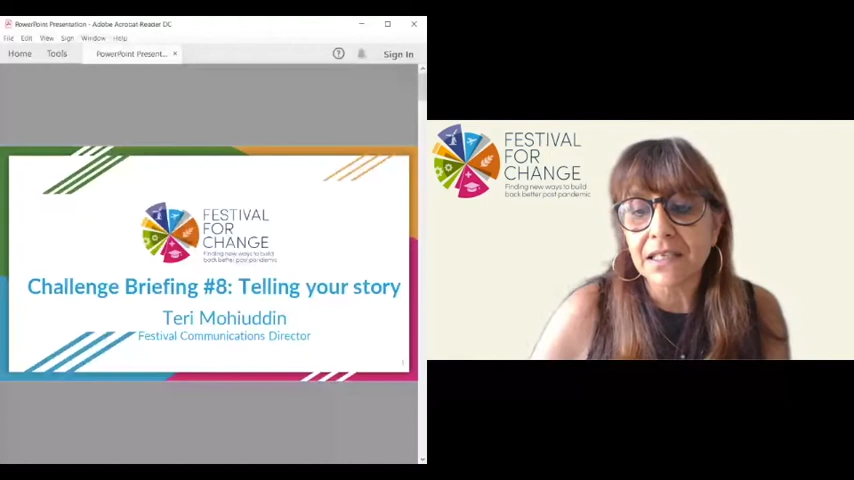 PowerPoint Presentation - Adobe Acrobat Reader DC
File Edit View Sign Window Help
Home Tools PowerPoint Present... × Sign In
FESTIVAL
FOR
CHANGE
Finding new ways to build
back better post pandemic
Challenge Briefing #8: Telling your story
Teri Mohiuddin
Festival Communications Director
1
FESTIVAL
FOR
CHANGE
Finding new ways to build
back better post pandemic